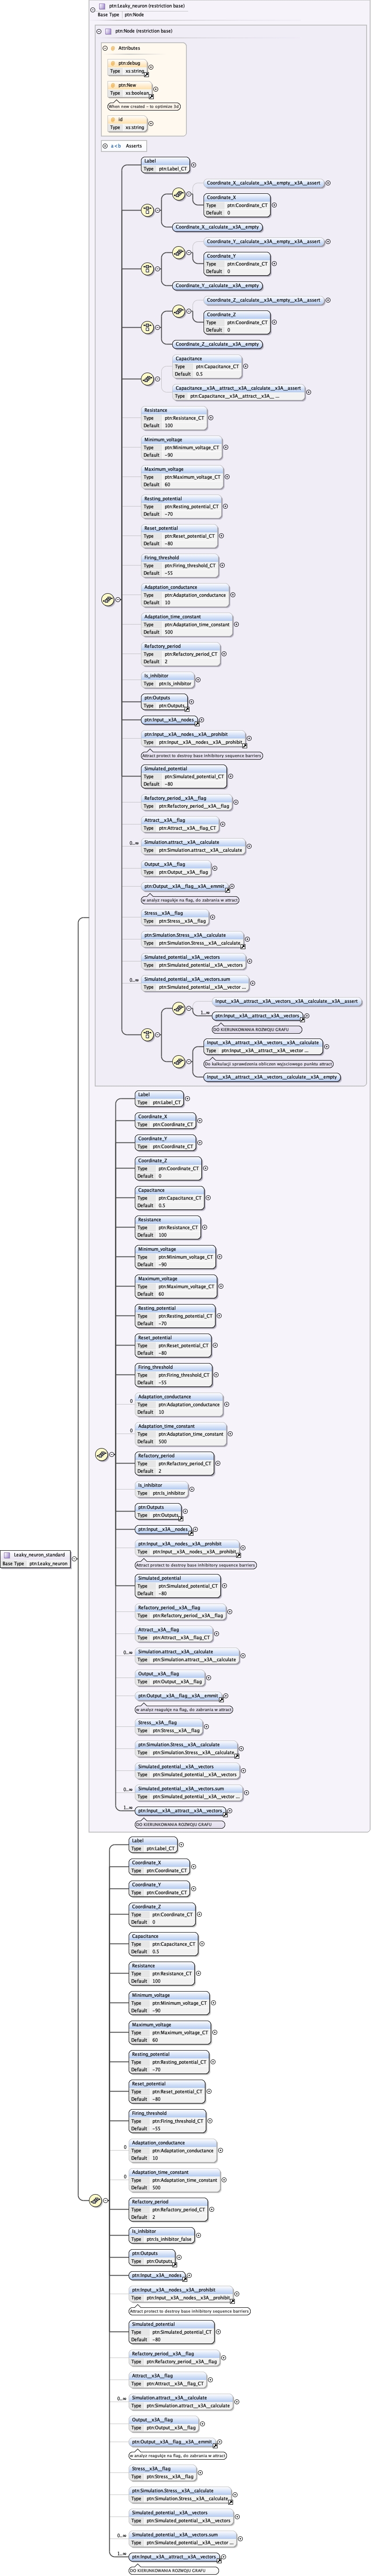 ptn:Leaky_neuron (restriction base)
Base Type ptn:Node
ptn:Node (restriction base)
Attributes
ptn:debug
Type xs:string
ptn:New
Type xs:boolean
id
Type xs:string
a<b Asserts
Label
Type ptn:Label_CT
Coordinate_X__calculate__x3A__empty__x3A__assert
Coordinate_X
Type ptn:Coordinate_CT
Default 0
Coordinate_X__calculate__x3A__empty
Coordinate_Y__calculate__x3A__empty__x3A__assert
Coordinate_Y
Type ptn:Coordinate_CT
Default 0
Coordinate_Y__calculate__x3A__empty
Coordinate_Z__calculate__x3A__empty__x3A__assert
Coordinate_Z
Type ptn:Coordinate_CT
Default 0
Coordinate_Z__calculate__x3A__empty
Capacitance
Type ptn:Capacitance_CT
Default 0.5
Capacitance__x3A__attract__x3A__calculate__x3A__assert
Type ptn:Capacitance__x3A__attract__x3A__ ...
Resistance
Type ptn:Resistance_CT
Default 100
Minimum_voltage
Type ptn:Minimum_voltage_CT
Default -90
Maximum_voltage
Type ptn:Maximum_voltage_CT
Default 60
Resting_potential
Type ptn:Resting_potential_CT
Default -70
Reset_potential
Type ptn:Reset_potential_CT
Default -80
Firing_threshold
Type ptn:Firing_threshold_CT
Default -55
Adaptation_conductance
Type ptn:Adaptation_conductance
Default 10
Adaptation_time_constant
Type ptn:Adaptation_time_constant
Default 500
Refactory_period
Type ptn:Refactory_period_CT
Default 2
Is_inhibitor
Type ptn:Is_inhibitor
ptn:Outputs
Type ptn:Outputs
ptn:Input__x3A__nodes
ptn:Input__x3A__nodes__x3A__prohibit
Type ptn:Input__x3A__nodes__x3A__prohibit
Attract protect to destroy base inhibitory sequence barriers
Simulated_potential
Type ptn:Simulated_potential_CT
Default -80
Refactory_period__x3A__flag
Type ptn:Refactory_period__x3A__flag
Attract__x3A__flag
Type ptn:Attract__x3A__flag_CT
0..∞
Simulation.attract__x3A__calculate
Type ptn:Simulation.attract__x3A__calculate
Output__x3A__flag
Type ptn:Output__x3A__flag
ptn:Output__x3A__flag__x3A__emmit
w analyz reagukje na flag, do zabrania w attract
Stress__x3A__flag
Type ptn:Stress__x3A__flag
ptn:Simulation.Stress__x3A__calculate
Type ptn:Simulation.Stress__x3A__calculate
Simulated_potential__x3A__vectors
Type ptn:Simulated_potential__x3A__vectors
0..∞
Simulated_potential__x3A__vectors.sum
Type ptn:Simulated_potential__x3A__vector ...
Input__x3A__attract__x3A__vectors__x3A__calculate__x3A__assert
1..∞
ptn:Input__x3A__attract__x3A__vectors
DO KIERUNKOWANIA ROZWOJU GRAFU
Input__x3A__attract__x3A__vectors__x3A__calculate
Type ptn:Input__x3A__attract__x3A__vector ...
Input__x3A__attract__x3A__vectors__calculate__x3A__empty
Label
Type ptn:Label_CT
Coordinate_X
Type ptn:Coordinate_CT
Coordinate_Y
Type ptn:Coordinate_CT
Coordinate_Z
Type ptn:Coordinate_CT
Default 0
Capacitance
Type ptn:Capacitance_CT
Default 0.5
Resistance
Type ptn:Resistance_CT
Default 100
Minimum_voltage
Type ptn:Minimum_voltage_CT
Default -90
Maximum_voltage
Type ptn:Maximum_voltage_CT
Default 60
Resting_potential
Type ptn:Resting_potential_CT
Default -70
Reset_potential
Type ptn:Reset_potential_CT
Default -80
Firing_threshold
Type ptn:Firing_threshold_CT
Default -55
0
Adaptation_conductance
Type ptn:Adaptation_conductance
Default 10
0
Adaptation_time_constant
Type ptn:Adaptation_time_constant
Default 500
Refactory_period
Type ptn:Refactory_period_CT
Default 2
Is_inhibitor
Type ptn:Is_inhibitor
ptn:Outputs
Type ptn:Outputs
ptn:Input__x3A__nodes
Leaky_neuron_standard
Base Type ptn:Leaky_neuron
ptn:Input__x3A__nodes__x3A__prohibit
Type ptn:Input__x3A__nodes__x3A__prohibit
Attract protect to destroy base inhibitory sequence barriers
Simulated_potential
Type ptn:Simulated_potential_CT
Default -80
Refactory_period__x3A__flag
Type ptn:Refactory_period__x3A__flag
Attract__x3A__flag
Type ptn:Attract__x3A__flag_CT
0..∞
Simulation.attract__x3A__calculate
Type ptn:Simulation.attract__x3A__calculate
Output__x3A__flag
Type ptn:Output__x3A__flag
ptn:Output__x3A__flag__x3A__emmit
w analyz reagukje na flag, do zabrania w attract
Stress__x3A__flag
Type ptn:Stress__x3A__flag
ptn:Simulation.Stress__x3A__calculate
Type ptn:Simulation.Stress__x3A__calculate
Simulated_potential__x3A__vectors
Type ptn:Simulated_potential__x3A__vectors
0..∞
Simulated_potential__x3A__vectors.sum
Type ptn:Simulated_potential__x3A__vector ...
1..∞
ptn:Input__x3A__attract__x3A__vectors
DO KIERUNKOWANIA ROZWOJU GRAFU
Label
Type ptn:Label_CT
Coordinate_X
Type ptn:Coordinate_CT
Coordinate_Y
Type ptn:Coordinate_CT
Coordinate_Z
Type ptn:Coordinate_CT
Default 0
Capacitance
Type ptn:Capacitance_CT
Default 0.5
Resistance
Type ptn:Resistance_CT
Default 100
Minimum_voltage
Type ptn:Minimum_voltage_CT
Default -90
Maximum_voltage
Type ptn:Maximum_voltage_CT
Default 60
Resting_potential
Type ptn:Resting_potential_CT
Default -70
Reset_potential
Type ptn:Reset_potential_CT
Default -80
Firing_threshold
Type ptn:Firing_threshold_CT
Default -55
0
Adaptation_conductance
Type ptn:Adaptation_conductance
Default 10
0
Adaptation_time_constant
Type ptn:Adaptation_time_constant
Default 500
Refactory_period
Type ptn:Refactory_period_CT
Default 2
Is_inhibitor
Type ptn:Is_inhibitor_false
ptn:Outputs
Type ptn:Outputs
ptn:Input__x3A__nodes
ptn:Input__x3A__nodes__x3A__prohibit
Type ptn:Input__x3A__nodes__x3A__prohibit
Attract protect to destroy base inhibitory sequence barriers
Simulated_potential
Type ptn:Simulated_potential_CT
Default -80
Refactory_period__x3A__flag
Type ptn:Refactory_period__x3A__flag
Attract__x3A__flag
Type ptn:Attract__x3A__flag_CT
0..∞
Simulation.attract__x3A__calculate
Type ptn:Simulation.attract__x3A__calculate
Output__x3A__flag
Type ptn:Output__x3A__flag
ptn:Output__x3A__flag__x3A__emmit
w analyz reagukje na flag, do zabrania w attract
Stress__x3A__flag
Type ptn:Stress__x3A__flag
ptn:Simulation.Stress__x3A__calculate
Type ptn:Simulation.Stress__x3A__calculate
Simulated_potential__x3A__vectors
Type ptn:Simulated_potential__x3A__vectors
0..∞
Simulated_potential__x3A__vectors.sum
Type ptn:Simulated_potential__x3A__vector ...
1..∞
ptn:Input__x3A__attract__x3A__vectors
DO KIERUNKOWANIA ROZWOJU GRAFU